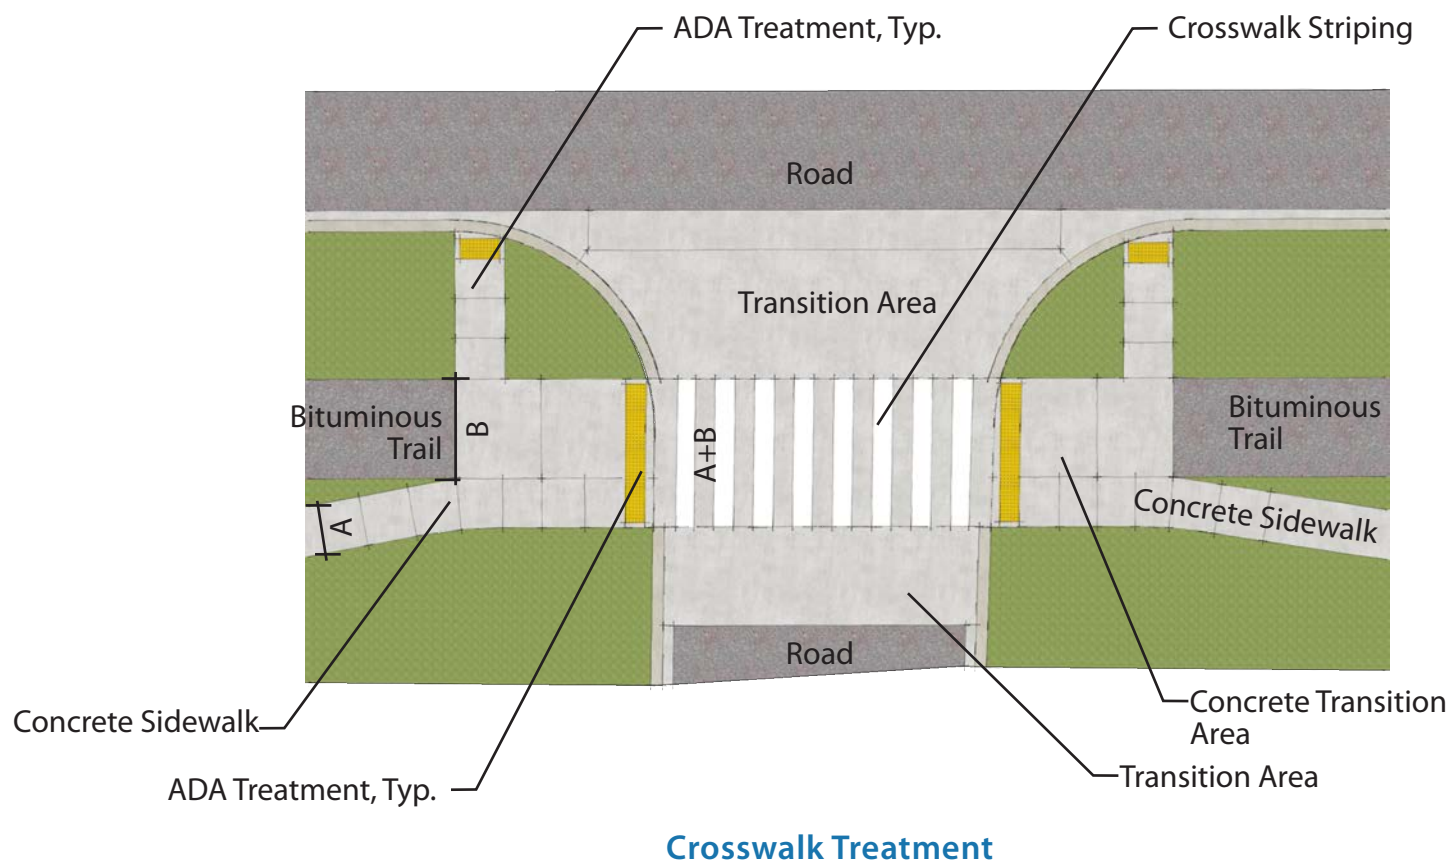 ADA Treatment, Typ.
Crosswalk Striping
Road
Transition Area
Bituminous
Trail
B
A+B
Bituminous
Trail
A
Concrete Sidewalk
Road
Concrete Sidewalk
Concrete Transition
Area
Transition Area
ADA Treatment, Typ.
Crosswalk Treatment